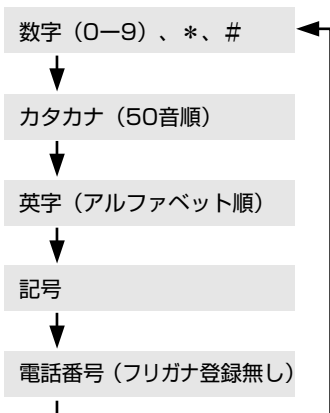 数字（0ー9）、＊、＃
カタカナ（50音順）
英字（アルファベット順）
記号
電話番号（フリガナ登録無し）